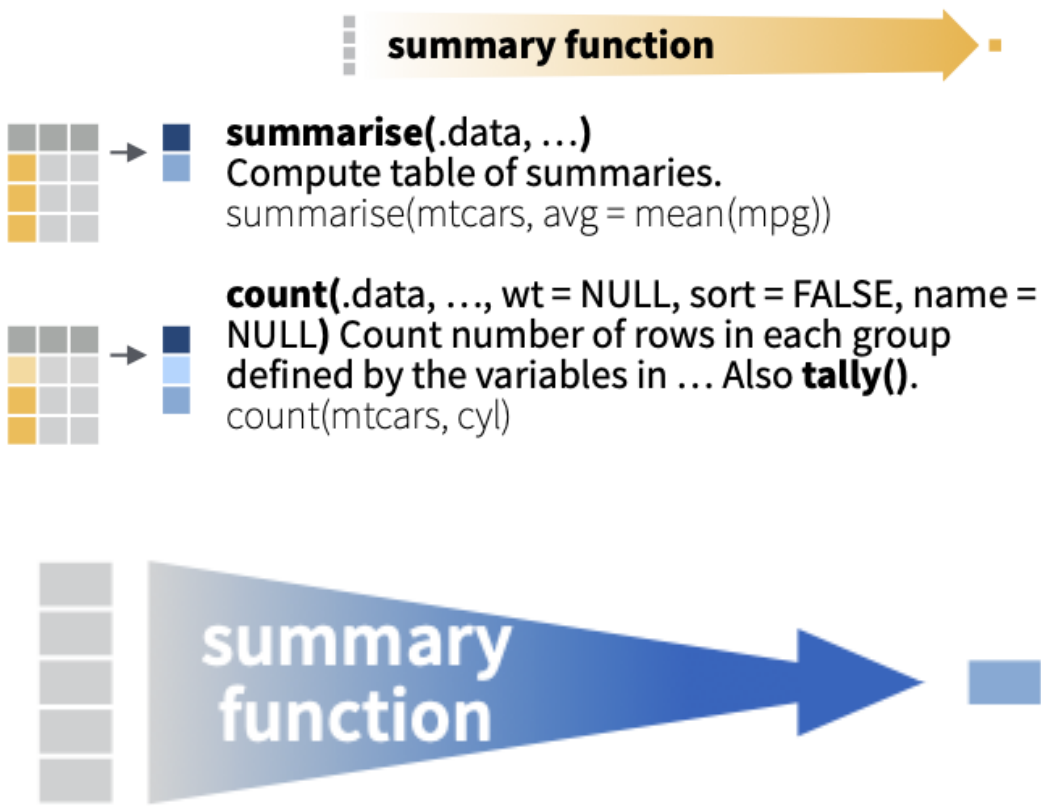 summary function
summarise(.data, …)
Compute table of summaries.
summarise(mtcars, avg = mean(mpg))
count(.data, …, wt = NULL, sort = FALSE, name =
NULL) Count number of rows in each group
defined by the variables in … Also tally().
count(mtcars, cyl)
summary
function